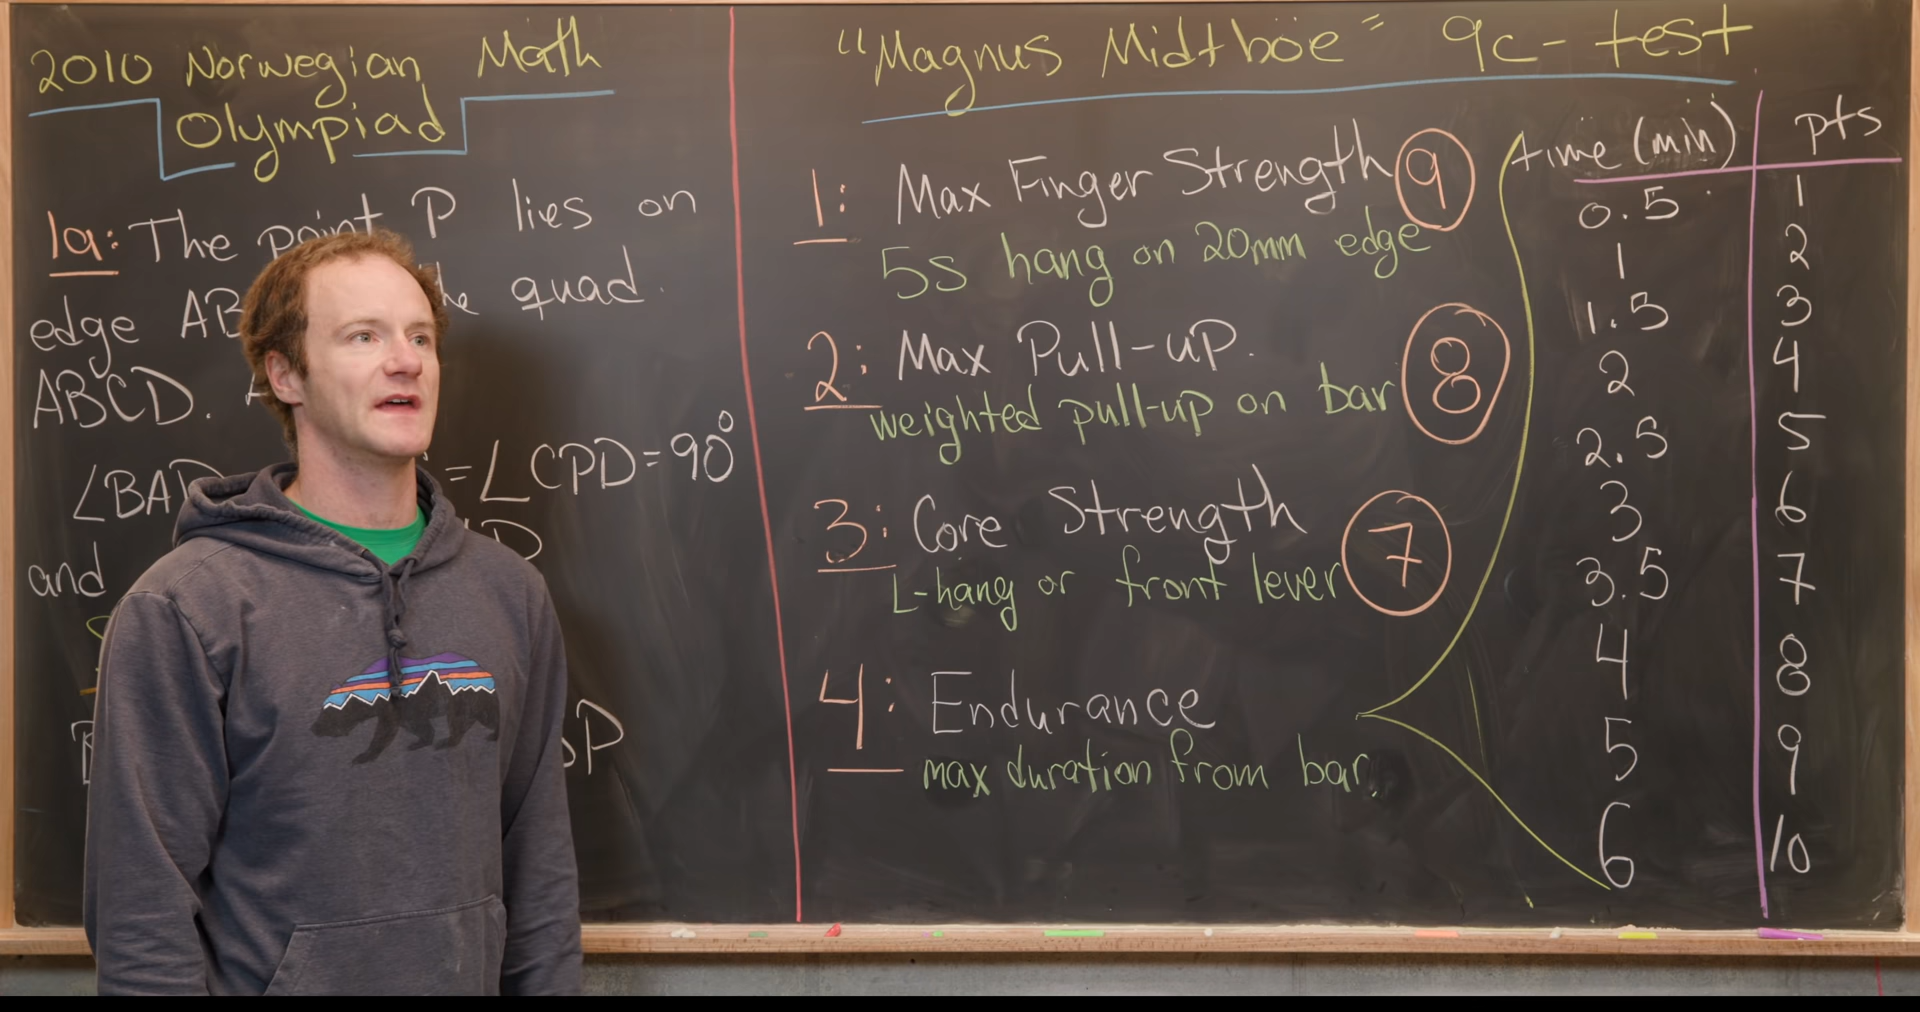 2010 Norwegian Math
Olympiad
1a: The point P lies on
edge AB quad.
ABCD.
∠BAD =∠CPD=90°
and
"Magnus Midtböe" 9c-test
1: Max Finger Strength 9
5s hang on 20mm edge
2: Max Pull-up.
weighted pull-up on bar 8
3: Core Strength 7
L-hang or front lever
4: Endurance
max duration from bar
time (min) pts
0.5 1
1 2
1.5 3
2 4
2.5 5
3 6
3.5 7
4 8
5 9
6 10